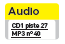 Audio
CD1 piste 27
MP3 nº 40